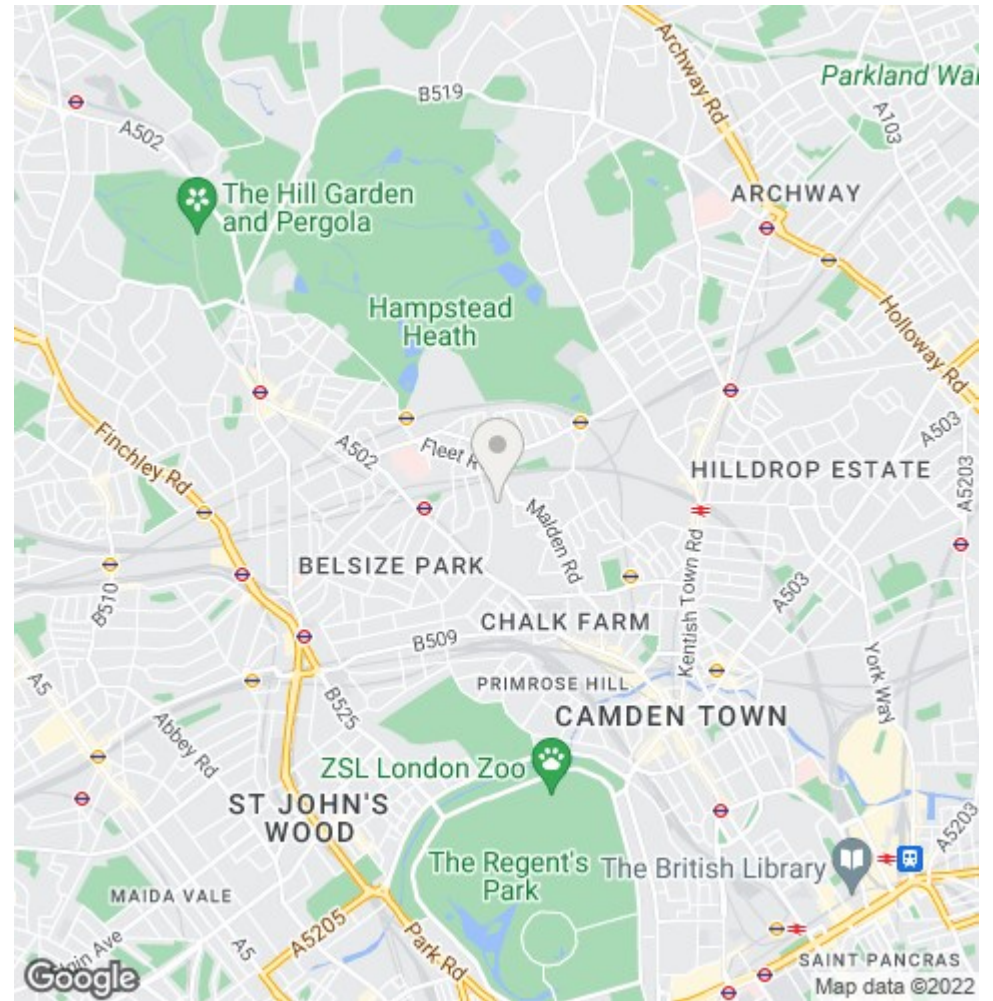 Archway Rd
Parkland Wal
B519
A502
A103
The Hill Garden
and Pergola
ARCHWAY
Hampstead
Heath
Holloway Rd
Finchley Rd
A502
Fleet R
A503
HILLDROP ESTATE
A5203
Malden Rd
BELSIZE PARK
B510
Kentish Town Rd
A503
CHALK FARM
B509
A5
PRIMROSE HILL
York Way
B525
Abbey Rd
CAMDEN TOWN
ZSL London Zoo
ST JOHN'S
WOOD
A5203
The Regent's
Park
The British Library
MAIDA VALE
A5205
Park Rd
A5
lgin Ave
SAINT PANCRAS
Google
Map data ©2022